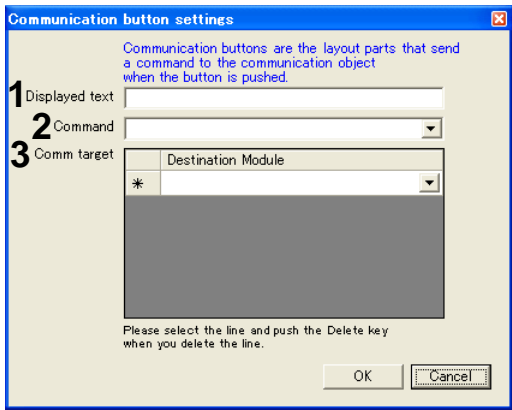 Communication button settings
Communication buttons are the layout parts that send
a command to the communication object
when the button is pushed.
1 Displayed text
2 Command
3 Comm target
Destination Module
*
Please select the line and push the Delete key
when you delete the line.
OK Cancel